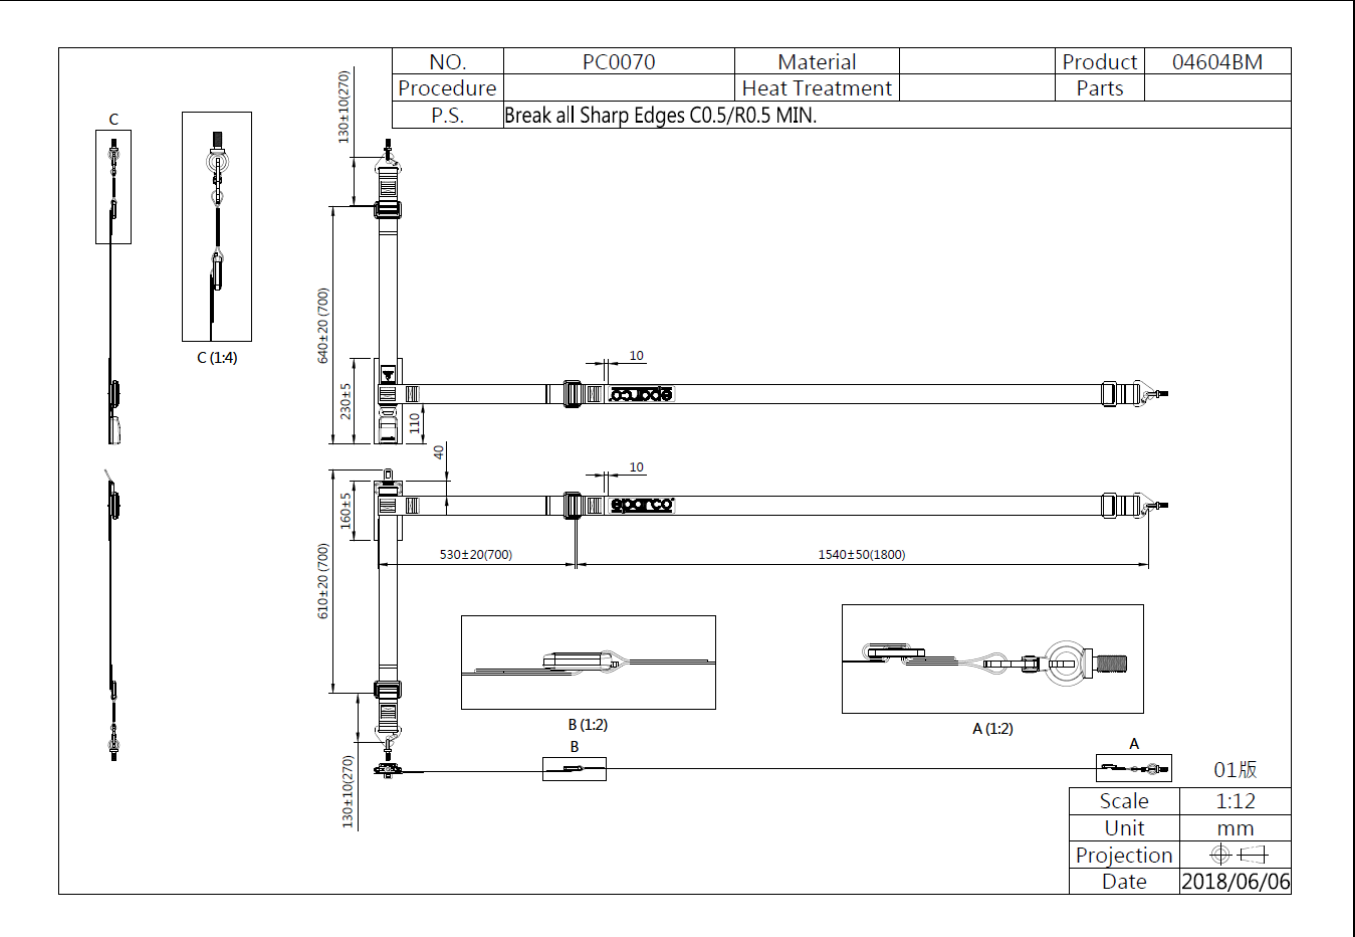 NO. PC0070 Material Product 04604BM
Procedure Heat Treatment Parts
P.S. Break all Sharp Edges C0.5/R0.5 MIN.
C
C (1:4)
130±10(270)
640±20 (700)
230±5
110
10
sparco
40
10
sparco
160±5
610±20 (700)
530±20(700)
1540±50(1800)
130±10(270)
B (1:2)
B
A (1:2)
A
01版
Scale 1:12
Unit mm
Projection
Date 2018/06/06